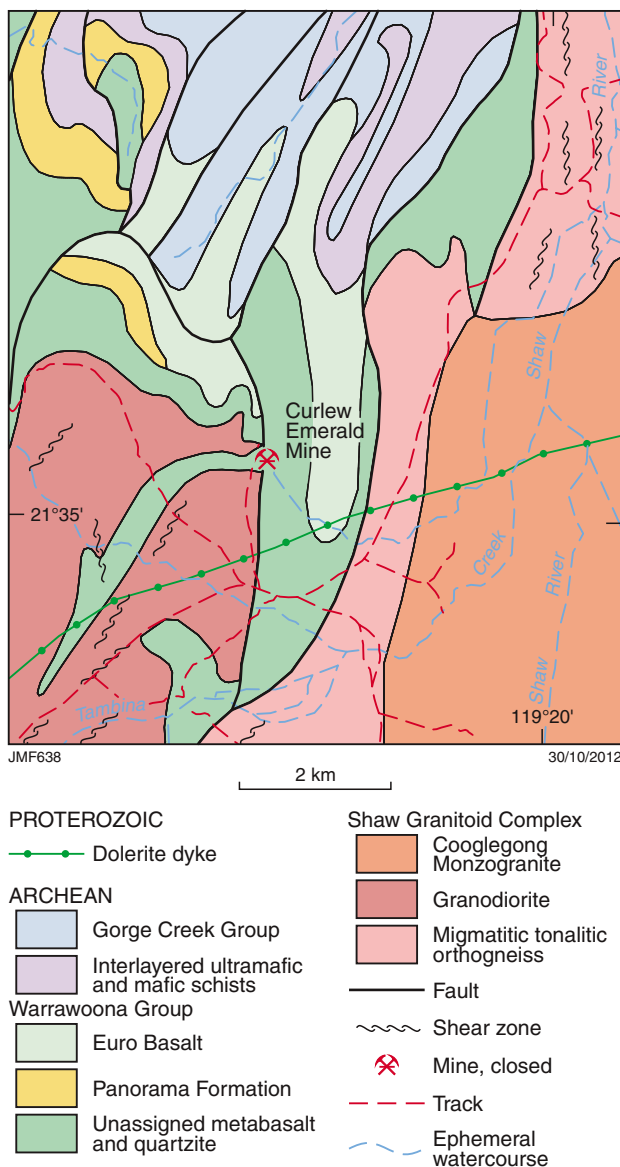 River
Shaw
Curlew
Emerald
Mine
21°35'
Creek
River
Shaw
Tambina
119°20'
JMF638
30/10/2012
2 km
PROTEROZOIC
Dolerite dyke
ARCHEAN
Gorge Creek Group
Interlayered ultramafic
and mafic schists
Warrawoona Group
Euro Basalt
Panorama Formation
Unassigned metabasalt
and quartzite
Shaw Granitoid Complex
Cooglegong
Monzogranite
Granodiorite
Migmatitic tonalitic
orthogneiss
Fault
Shear zone
Mine, closed
Track
Ephemeral
watercourse